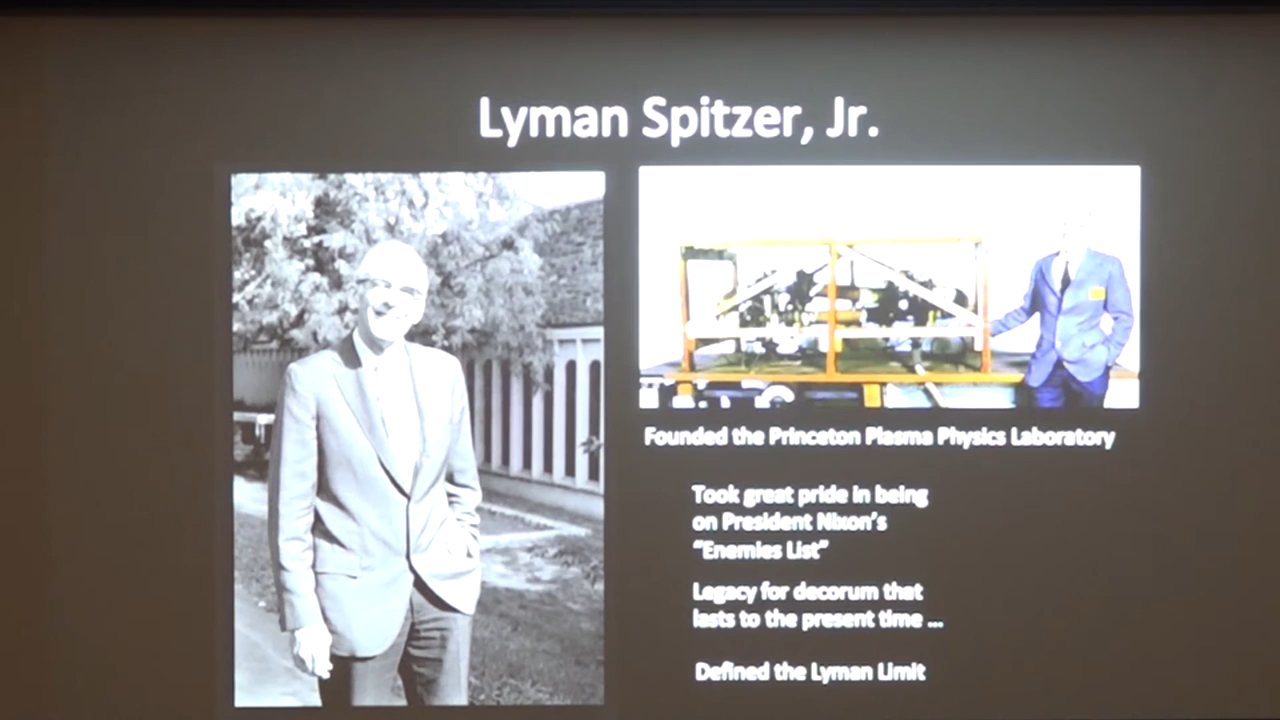 Lyman Spitzer, Jr.
Founded the Princeton Plasma Physics Laboratory
Took great pride in being
on President Nixon's
"Enemies List"
Legacy for decorum that
lasts to the present time ...
Defined the Lyman Limit